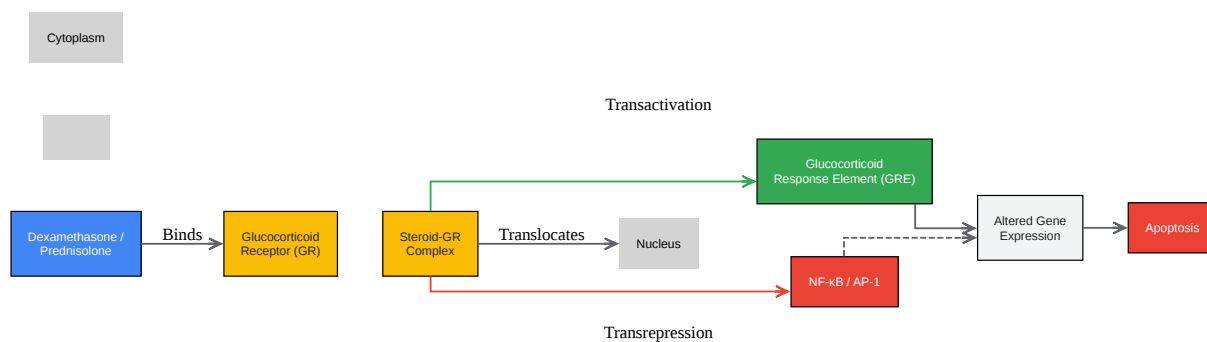 Cytoplasm
Transactivation
Glucocorticoid
Response Element (GRE)
Dexamethasone /
Prednisolone
Binds
Glucocorticoid
Receptor (GR)
Steroid-GR
Complex
Translocates
Nucleus
Altered Gene
Expression
Apoptosis
NF-κB / AP-1
Transrepression